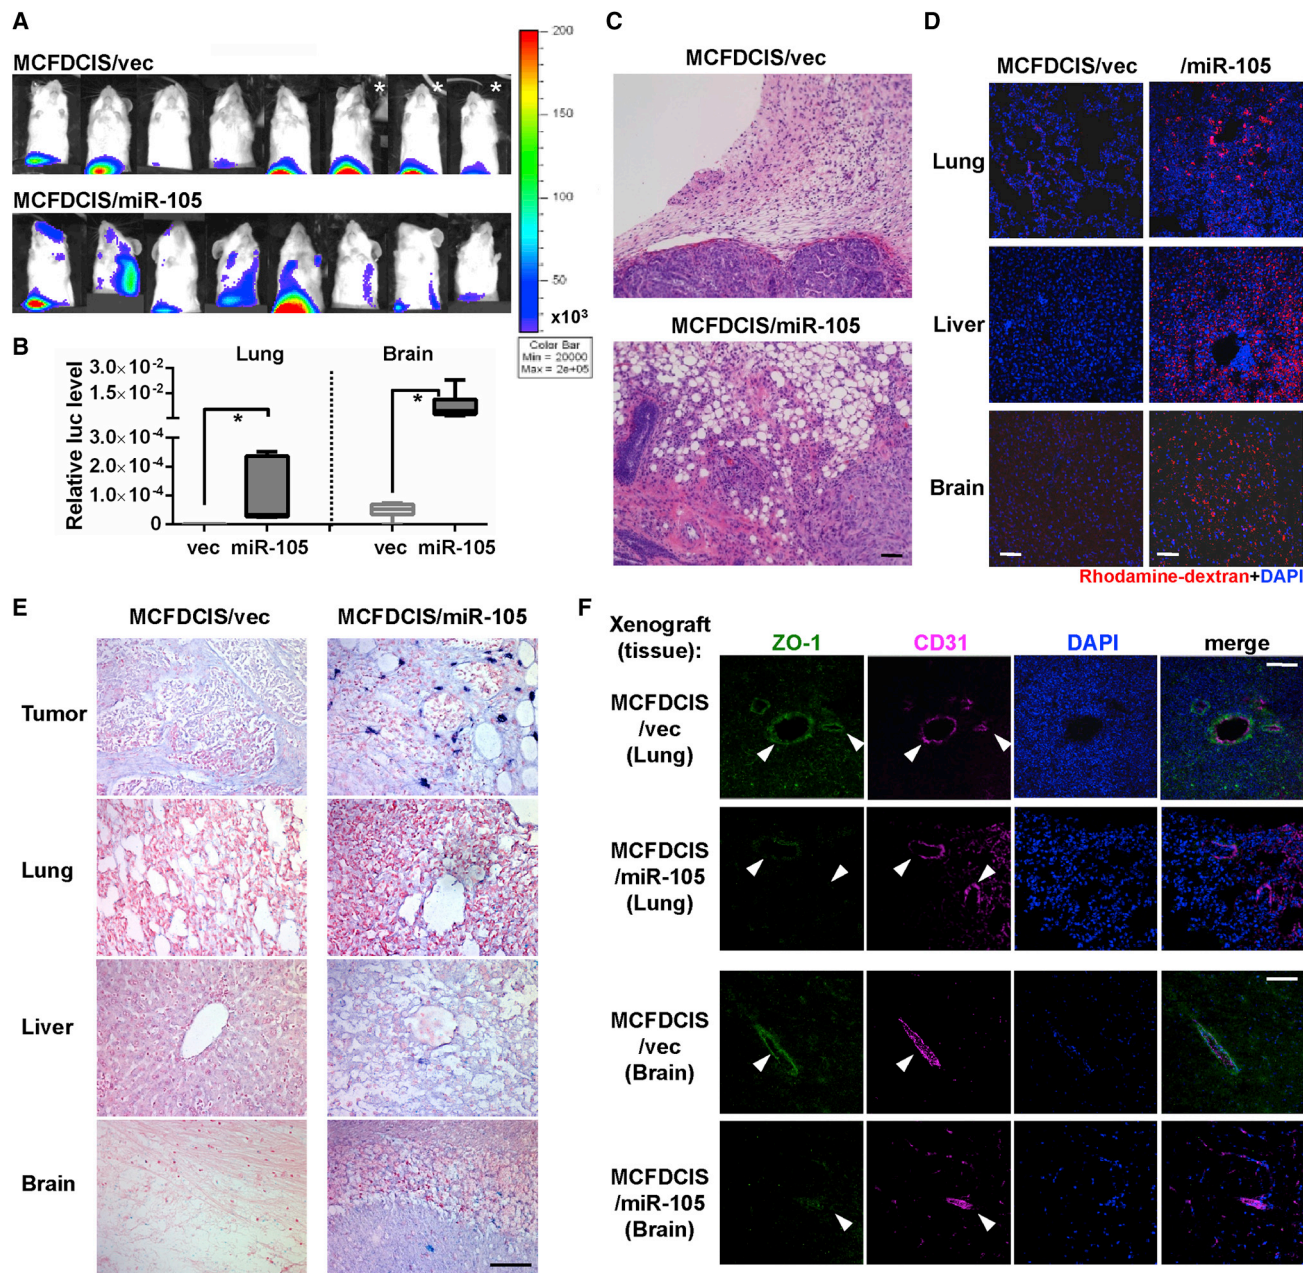 A
MCFDCIS/vec
* * *
MCFDCIS/miR-105
200
150
100
50
x10³
Color Bar
Min = 20000
Max = 2e+05
B
Lung Brain
Relative luc level
3.0×10⁻²
1.5×10⁻²
3.0×10⁻⁴
2.0×10⁻⁴
1.0×10⁻⁴
0
* *
vec miR-105 vec miR-105
C
MCFDCIS/vec
MCFDCIS/miR-105
D
MCFDCIS/vec /miR-105
Lung
Liver
Brain
Rhodamine-dextran+DAPI
E
MCFDCIS/vec MCFDCIS/miR-105
Tumor
Lung
Liver
Brain
F
Xenograft
(tissue): ZO-1 CD31 DAPI merge
MCFDCIS
/vec
(Lung)
MCFDCIS
/miR-105
(Lung)
MCFDCIS
/vec
(Brain)
MCFDCIS
/miR-105
(Brain)